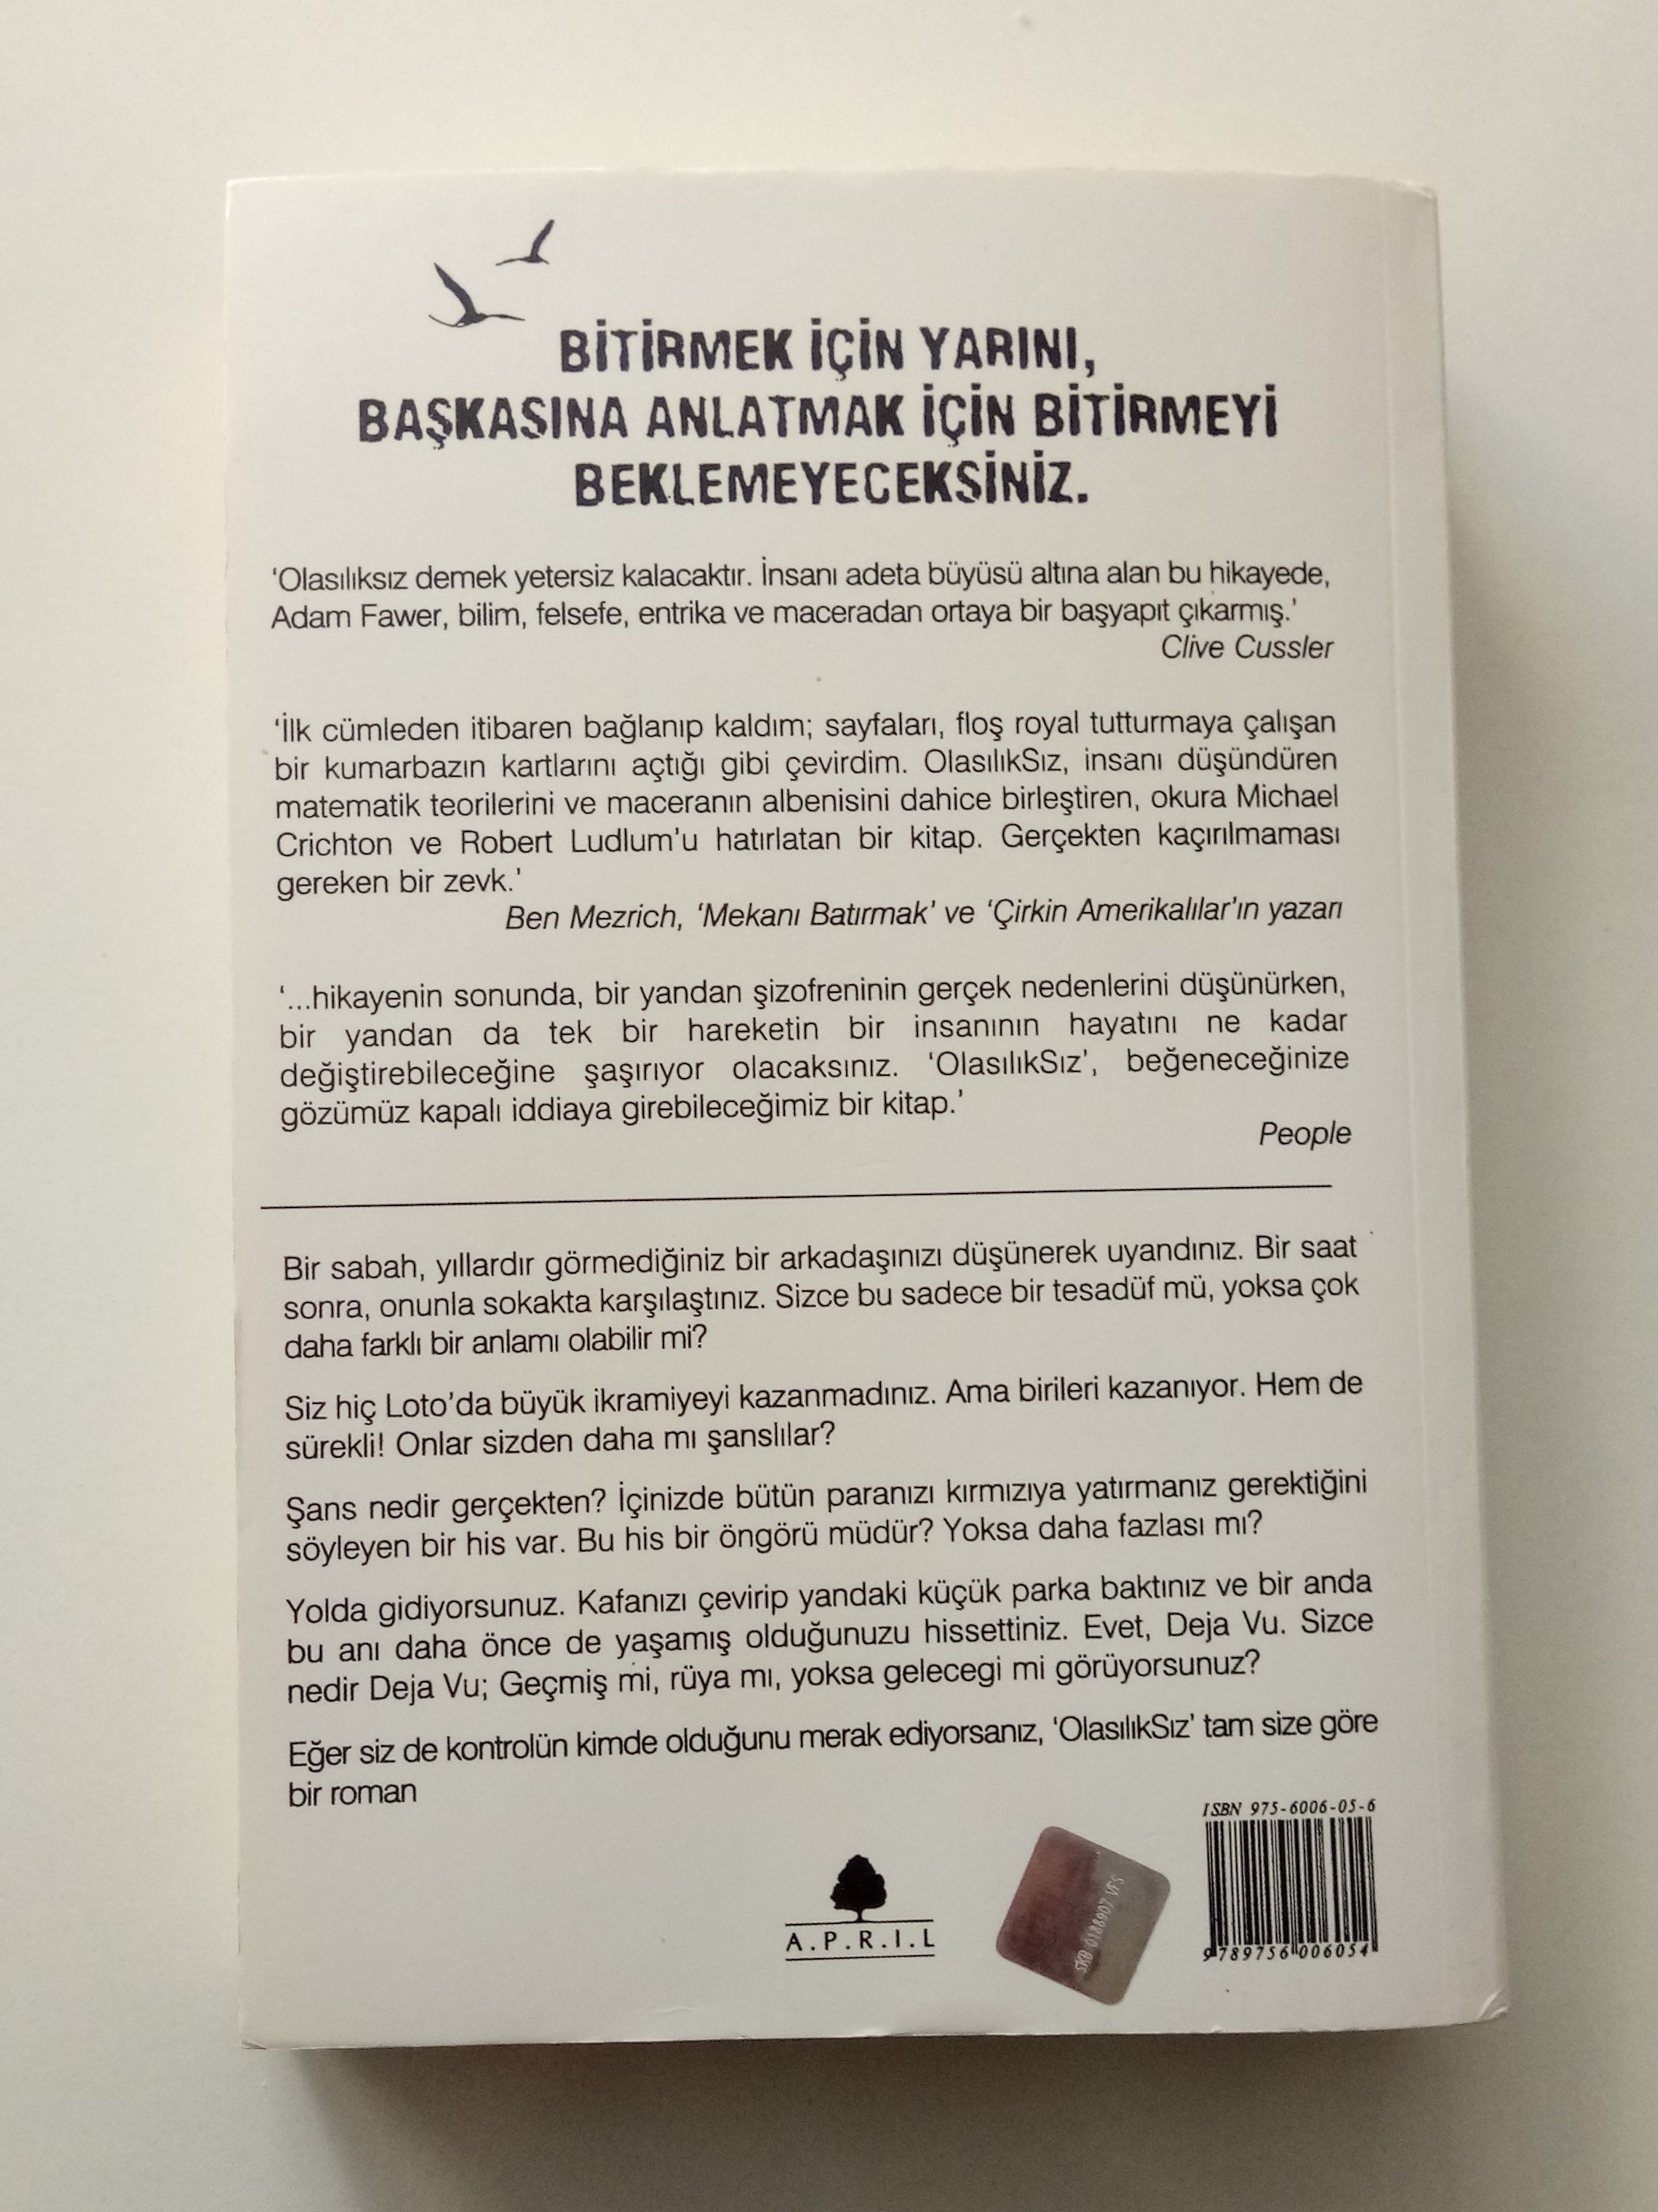 BİTİRMEK İÇİN YARINI,
BAŞKASINA ANLATMAK İÇİN BİTİRMEYİ
BEKLEMEYECEKSİNİZ.
‘Olasılıksız demek yetersiz kalacaktır. İnsanı adeta büyüsü altına alan bu hikayede,
Adam Fawer, bilim, felsefe, entrika ve maceradan ortaya bir başyapıt çıkarmış.’
Clive Cussler
‘İlk cümleden itibaren bağlanıp kaldım; sayfaları, floş royal tutturmaya çalışan
bir kumarbazın kartlarını açtığı gibi çevirdim. OlasılıkSız, insanı düşündüren
matematik teorilerini ve maceranın albenisini dahice birleştiren, okura Michael
Crichton ve Robert Ludlum’u hatırlatan bir kitap. Gerçekten kaçırılmaması
gereken bir zevk.’
Ben Mezrich, ‘Mekanı Batırmak’ ve ‘Çirkin Amerikalılar’ın yazarı
‘...hikayenin sonunda, bir yandan şizofreninin gerçek nedenlerini düşünürken,
bir yandan da tek bir hareketin bir insanının hayatını ne kadar
değiştirebileceğine şaşırıyor olacaksınız. ‘OlasılıkSız’, beğeneceğinize
gözümüz kapalı iddiaya girebileceğimiz bir kitap.’
People
Bir sabah, yıllardır görmediğiniz bir arkadaşınızı düşünerek uyandınız. Bir saat
sonra, onunla sokakta karşılaştınız. Sizce bu sadece bir tesadüf mü, yoksa çok
daha farklı bir anlamı olabilir mi?
Siz hiç Loto’da büyük ikramiyeyi kazanmadınız. Ama birileri kazanıyor. Hem de
sürekli! Onlar sizden daha mı şanslılar?
Şans nedir gerçekten? İçinizde bütün paranızı kırmızıya yatırmanız gerektiğini
söyleyen bir his var. Bu his bir öngörü müdür? Yoksa daha fazlası mı?
Yolda gidiyorsunuz. Kafanızı çevirip yandaki küçük parka baktınız ve bir anda
bu anı daha önce de yaşamış olduğunuzu hissettiniz. Evet, Deja Vu. Sizce
nedir Deja Vu; Geçmiş mi, rüya mı, yoksa gelecegi mi görüyorsunuz?
Eğer siz de kontrolün kimde olduğunu merak ediyorsanız, ‘OlasılıkSız’ tam size göre
bir roman
ISBN 975-6006-05-6
A.P.R.I.L
SKB 0188907 VFS
9789756006054